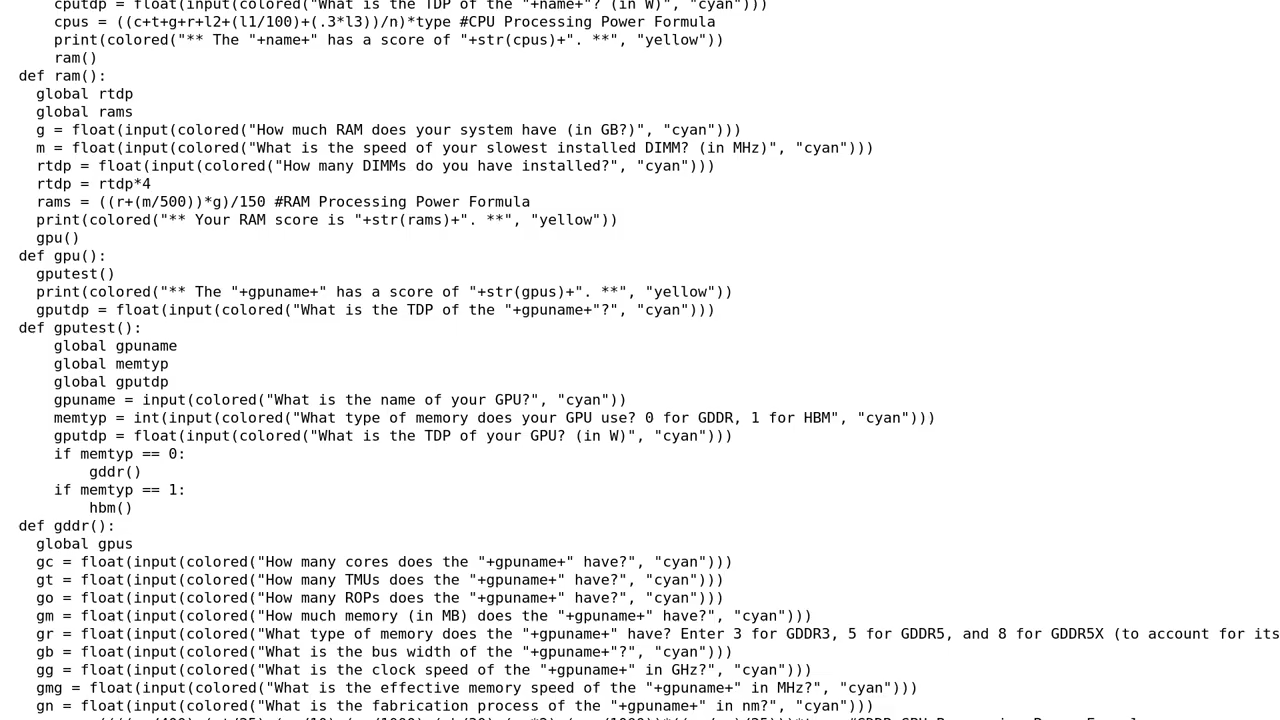 cputdp = float(input(colored("What is the TDP of the "+name+"? (in W)", "cyan")))
cpus = ((c+t+g+r+l2+(l1/100)+(.3*l3))/n)*type #CPU Processing Power Formula
print(colored("** The "+name+" has a score of "+str(cpus)+". **", "yellow"))
ram()
def ram():
global rtdp
global rams
g = float(input(colored("How much RAM does your system have (in GB?)", "cyan")))
m = float(input(colored("What is the speed of your slowest installed DIMM? (in MHz)", "cyan")))
rtdp = float(input(colored("How many DIMMs do you have installed?", "cyan")))
rtdp = rtdp*4
rams = ((r+(m/500))*g)/150 #RAM Processing Power Formula
print(colored("** Your RAM score is "+str(rams)+". **", "yellow"))
gpu()
def gpu():
gputest()
print(colored("** The "+gpuname+" has a score of "+str(gpus)+". **", "yellow"))
gputdp = float(input(colored("What is the TDP of the "+gpuname+"?", "cyan")))
def gputest():
global gpuname
global memtyp
global gputdp
gpuname = input(colored("What is the name of your GPU?", "cyan"))
memtyp = int(input(colored("What type of memory does your GPU use? 0 for GDDR, 1 for HBM", "cyan")))
gputdp = float(input(colored("What is the TDP of your GPU? (in W)", "cyan")))
if memtyp == 0:
gddr()
if memtyp == 1:
hbm()
def gddr():
global gpus
gc = float(input(colored("How many cores does the "+gpuname+" have?", "cyan")))
gt = float(input(colored("How many TMUs does the "+gpuname+" have?", "cyan")))
go = float(input(colored("How many ROPs does the "+gpuname+" have?", "cyan")))
gm = float(input(colored("How much memory (in MB) does the "+gpuname+" have?", "cyan")))
gr = float(input(colored("What type of memory does the "+gpuname+" have? Enter 3 for GDDR3, 5 for GDDR5, and 8 for GDDR5X (to account for its
gb = float(input(colored("What is the bus width of the "+gpuname+"?", "cyan")))
gg = float(input(colored("What is the clock speed of the "+gpuname+" in GHz?", "cyan")))
gmg = float(input(colored("What is the effective memory speed of the "+gpuname+" in MHz?", "cyan")))
gn = float(input(colored("What is the fabrication process of the "+gpuname+" in nm?", "cyan")))